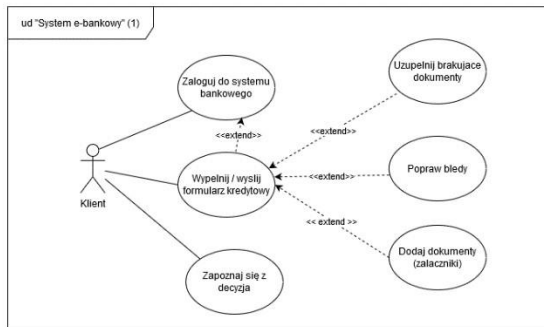 ud "System e-bankowy" (1)
Zaloguj do systemu
bankowego
Uzupelnij brakujace
dokumenty
<<extend>>
<<extend>>
Wypelnij / wyslij
formularz kredytowy
<<extend>>
Popraw bledy
Klient
<< extend >>
Dodaj dokumenty
(zalaczniki)
Zapoznaj się z
decyzja